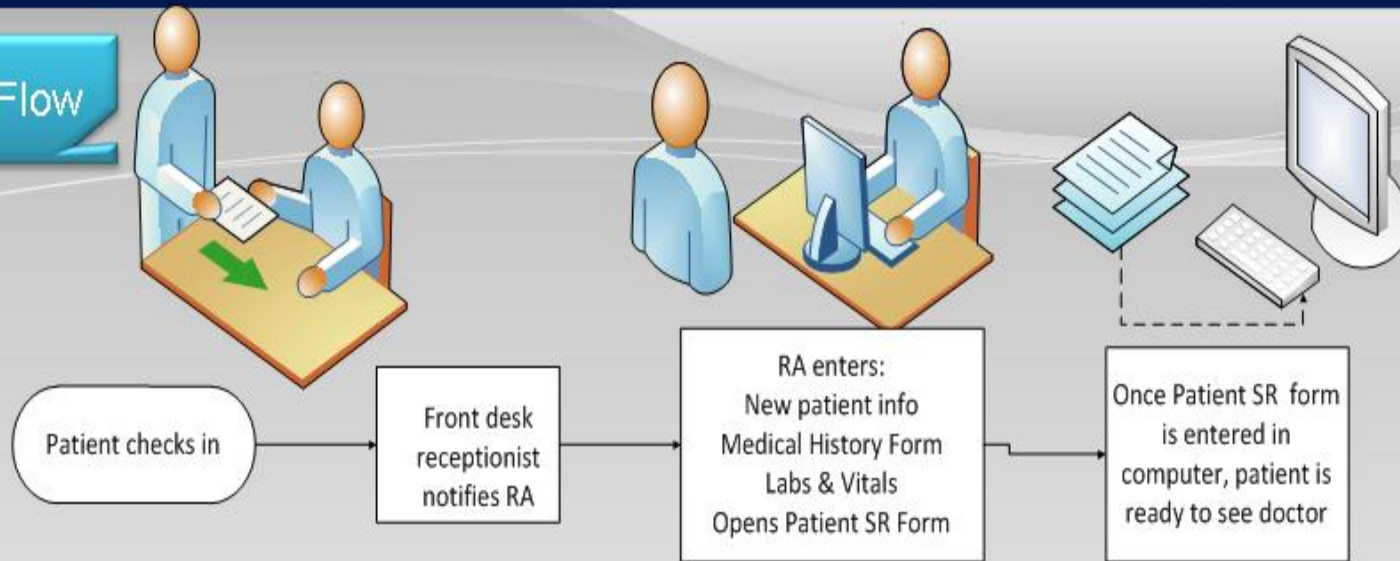 Flow
Patient checks in
Front desk
receptionist
notifies RA
RA enters:
New patient info
Medical History Form
Labs & Vitals
Opens Patient SR Form
Once Patient SR form
is entered in
computer, patient is
ready to see doctor